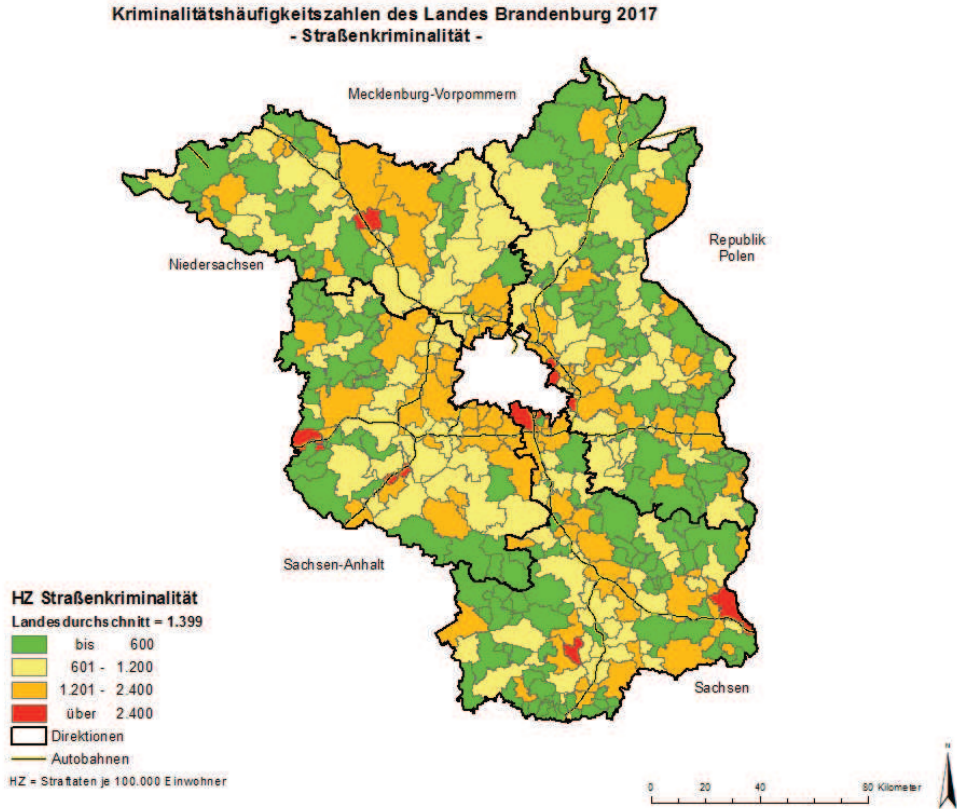 Kriminalitätshäufigkeitszahlen des Landes Brandenburg 2017
- Straßenkriminalität -
Mecklenburg-Vorpommern
Republik
Polen
Niedersachsen
Sachsen-Anhalt
Sachsen
HZ Straßenkriminalität
Landesdurchschnitt = 1.399
bis 600
601 - 1.200
1.201 - 2.400
über 2.400
Direktionen
Autobahnen
HZ = Straftaten je 100.000 Einwohner
N
0 20 40 80 Kilometer